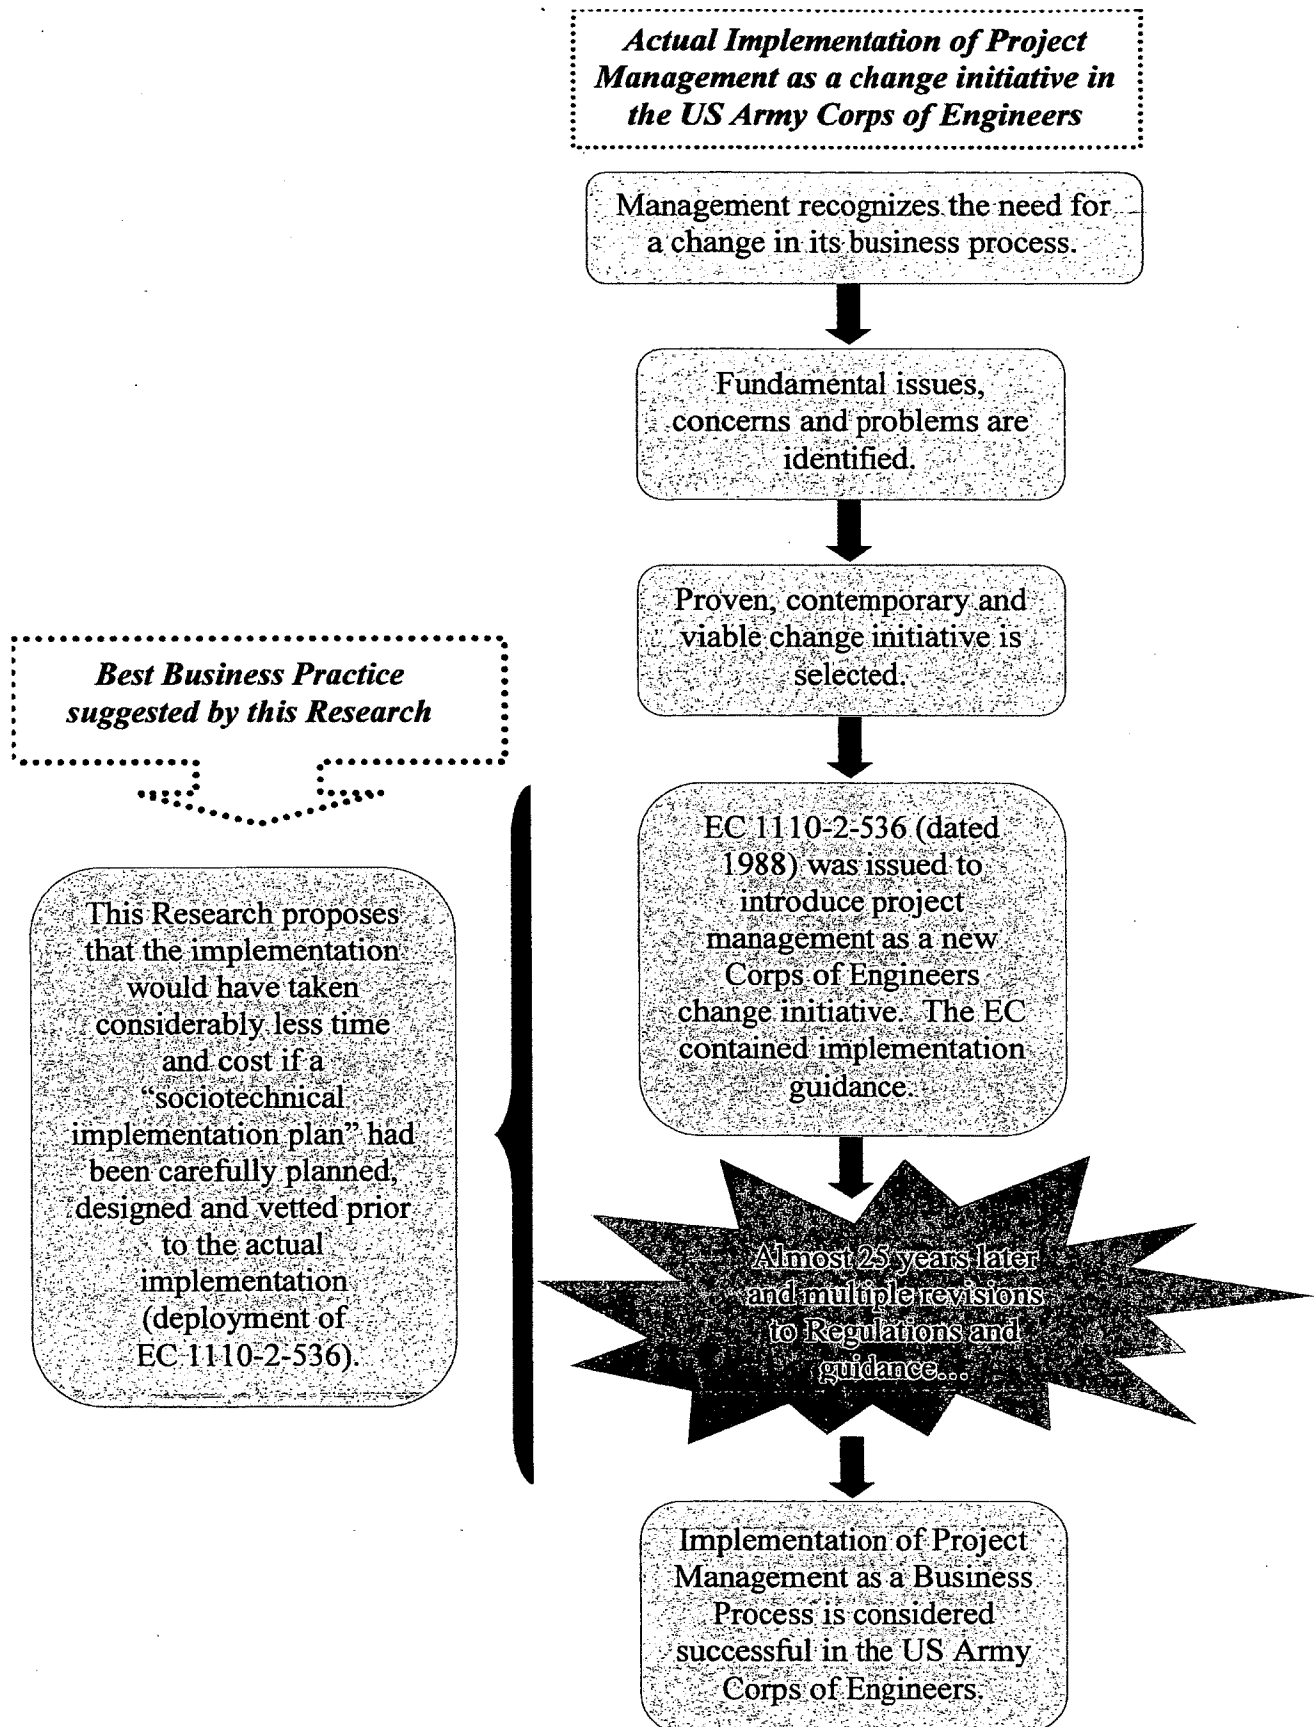 Actual Implementation of Project
Management as a change initiative in
the US Army Corps of Engineers
Management recognizes the need for
a change in its business process.
Fundamental issues,
concerns and problems are
identified.
Proven, contemporary and
viable change initiative is
selected.
Best Business Practice
suggested by this Research
EC 1110-2-536 (dated
1988) was issued to
introduce project
management as a new
Corps of Engineers
change initiative. The EC
contained implementation
guidance.
This Research proposes
that the implementation
would have taken
considerably less time
and cost if a
“sociotechnical
implementation plan” had
been carefully planned,
designed and vetted prior
to the actual
implementation
(deployment of
EC 1110-2-536).
Almost 25 years later
and multiple revisions
to Regulations and
guidance…
Implementation of Project
Management as a Business
Process is considered
successful in the US Army
Corps of Engineers.